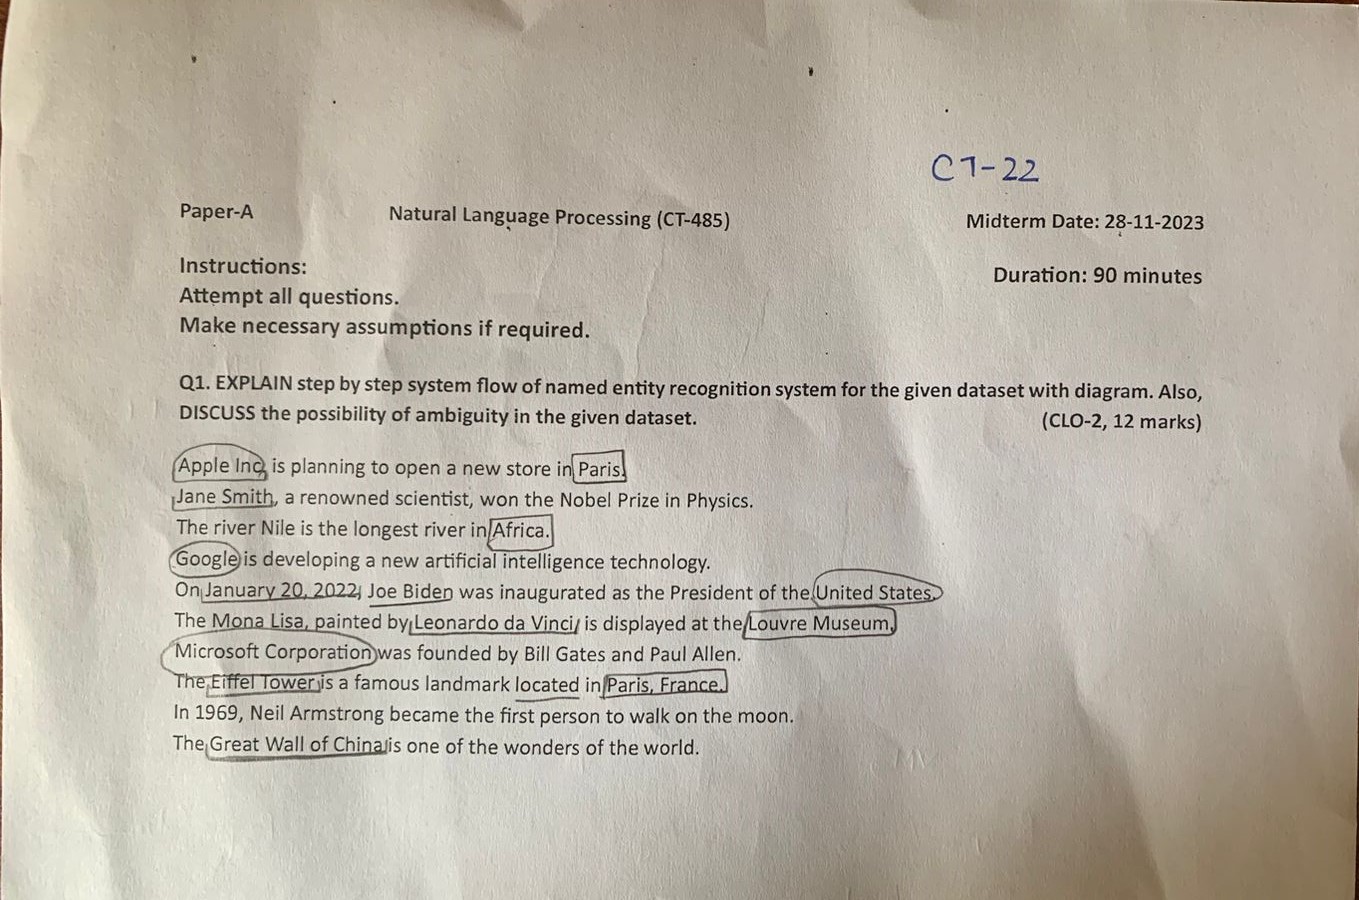 CT-22
Paper-A Natural Language Processing (CT-485) Midterm Date: 28-11-2023
Instructions: Duration: 90 minutes
Attempt all questions.
Make necessary assumptions if required.
Q1. EXPLAIN step by step system flow of named entity recognition system for the given dataset with diagram. Also,
DISCUSS the possibility of ambiguity in the given dataset. (CLO-2, 12 marks)
Apple Inc. is planning to open a new store in Paris.
Jane Smith, a renowned scientist, won the Nobel Prize in Physics.
The river Nile is the longest river in Africa.
Google is developing a new artificial intelligence technology.
On January 20, 2022, Joe Biden was inaugurated as the President of the United States.
The Mona Lisa, painted by Leonardo da Vinci, is displayed at the Louvre Museum.
Microsoft Corporation was founded by Bill Gates and Paul Allen.
The Eiffel Tower is a famous landmark located in Paris, France.
In 1969, Neil Armstrong became the first person to walk on the moon.
The Great Wall of China is one of the wonders of the world.